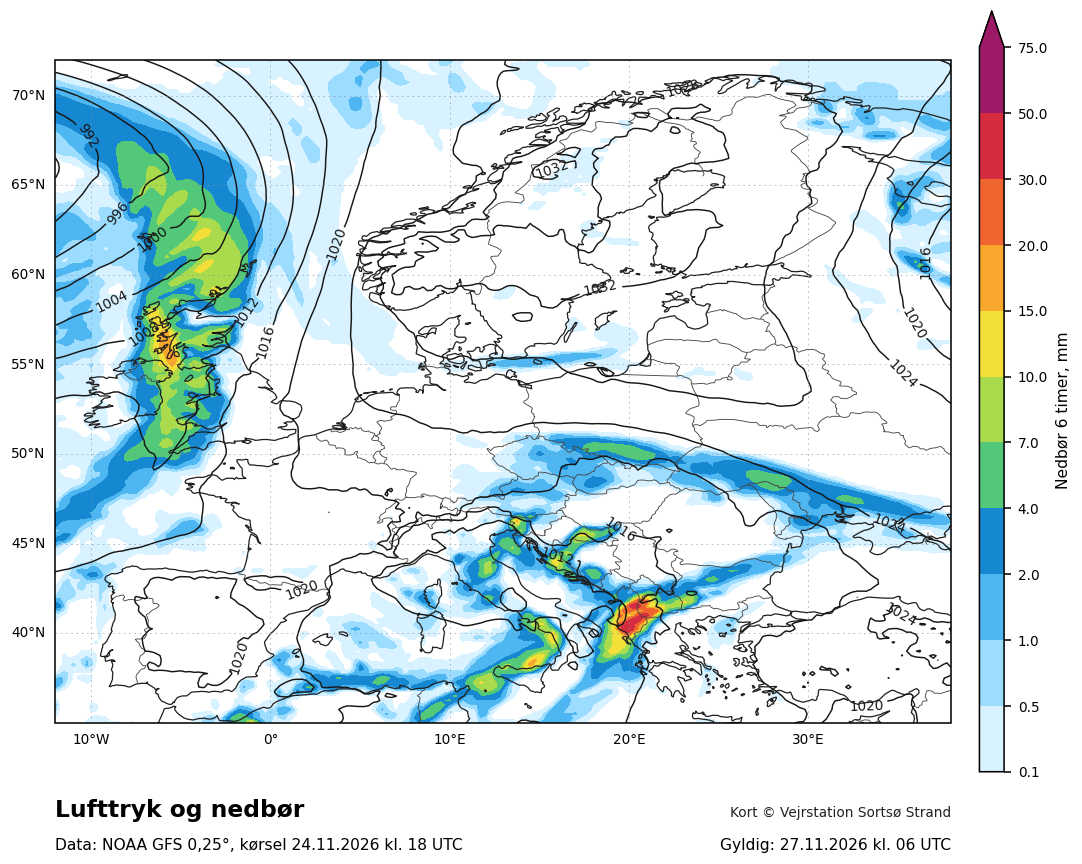 75.0
50.0
30.0
20.0
15.0
10.0
7.0
4.0
2.0
1.0
0.5
0.1
Nedbør 6 timer, mm
70°N
65°N
60°N
55°N
50°N
45°N
40°N
10°W
0°
10°E
20°E
30°E
992
996
1000
1004
1008
1012
1016
1020
1032
1032
1016
1020
1024
1024
1016
1012
1020
1020
1024
1020
Lufttryk og nedbør
Kort © Vejrstation Sortsø Strand
Data: NOAA GFS 0,25°, kørsel 24.11.2026 kl. 18 UTC
Gyldig: 27.11.2026 kl. 06 UTC